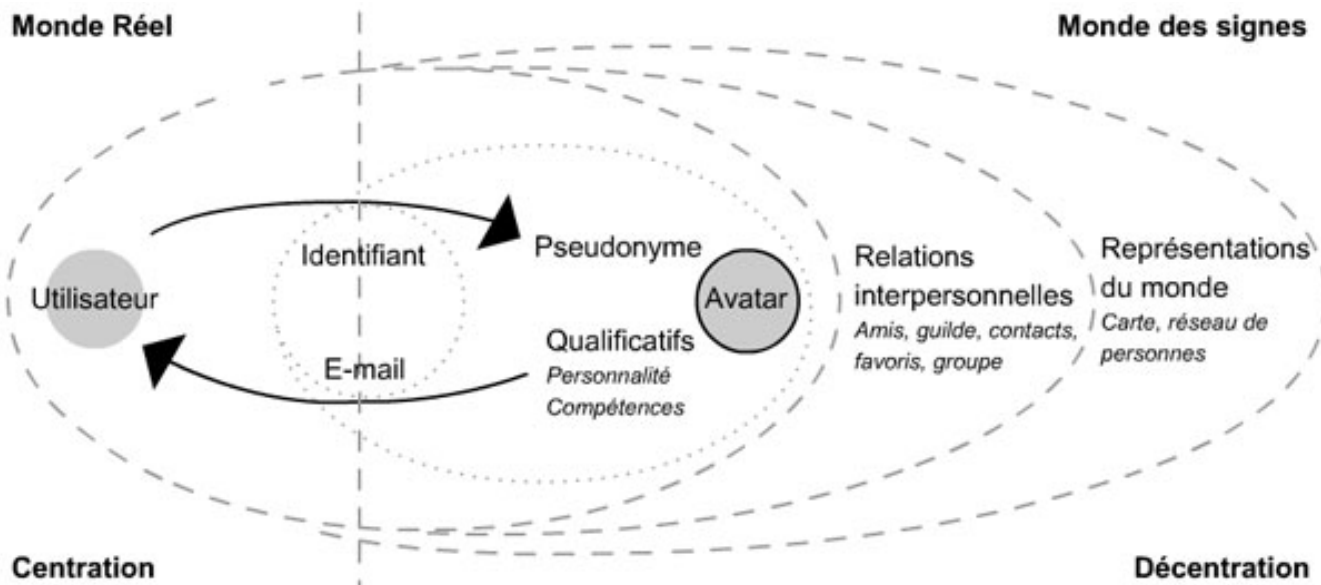 Monde Réel
Monde des signes
Identifiant
Pseudonyme
Utilisateur
Avatar
E-mail
Qualificatifs
Personnalité
Compétences
Relations
interpersonnelles
Amis, guilde, contacts,
favoris, groupe
Représentations
du monde
Carte, réseau de
personnes
Centration
Décentration